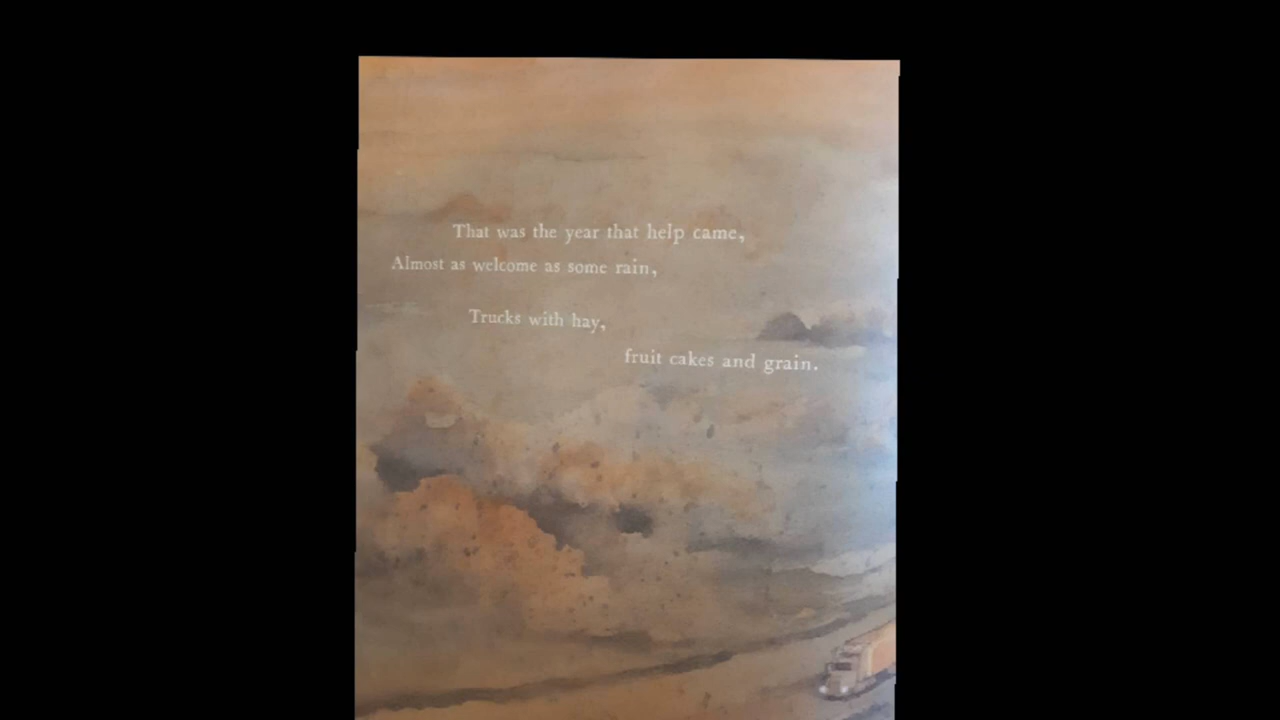 That was the year that help came,
Almost as welcome as some rain,
Trucks with hay,
fruit cakes and grain.